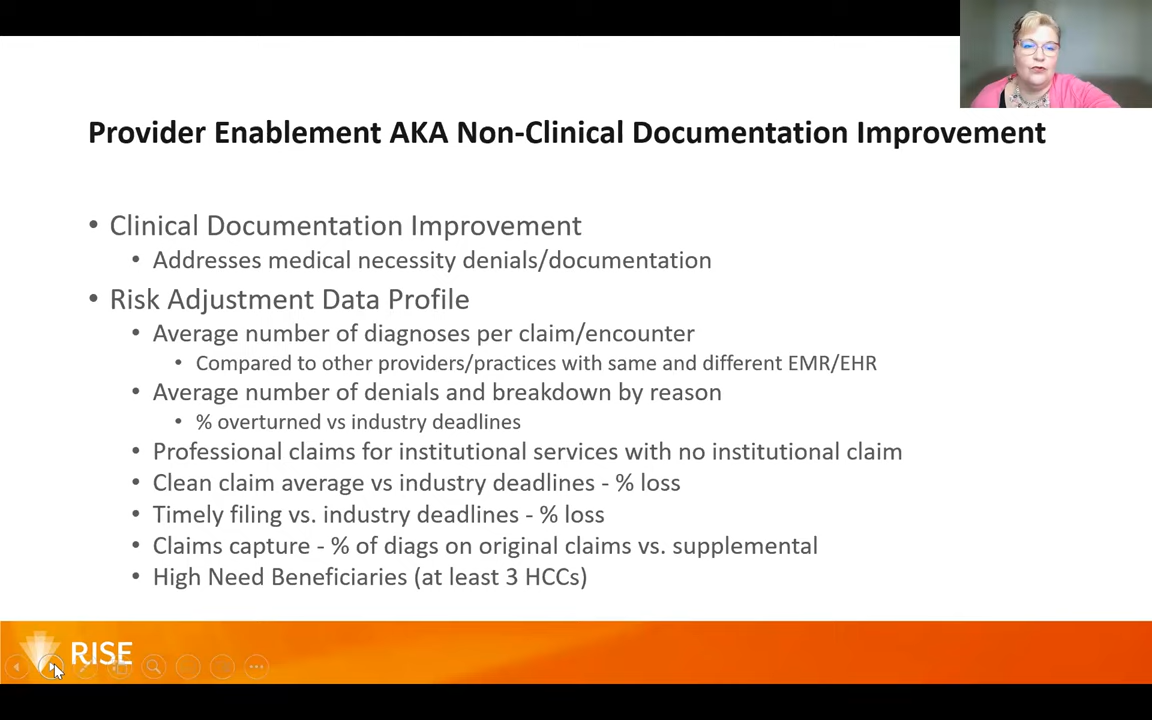 Provider Enablement AKA Non-Clinical Documentation Improvement
• Clinical Documentation Improvement
• Addresses medical necessity denials/documentation
• Risk Adjustment Data Profile
• Average number of diagnoses per claim/encounter
• Compared to other providers/practices with same and different EMR/EHR
• Average number of denials and breakdown by reason
• % overturned vs industry deadlines
• Professional claims for institutional services with no institutional claim
• Clean claim average vs industry deadlines - % loss
• Timely filing vs. industry deadlines - % loss
• Claims capture - % of diags on original claims vs. supplemental
• High Need Beneficiaries (at least 3 HCCs)
RISE